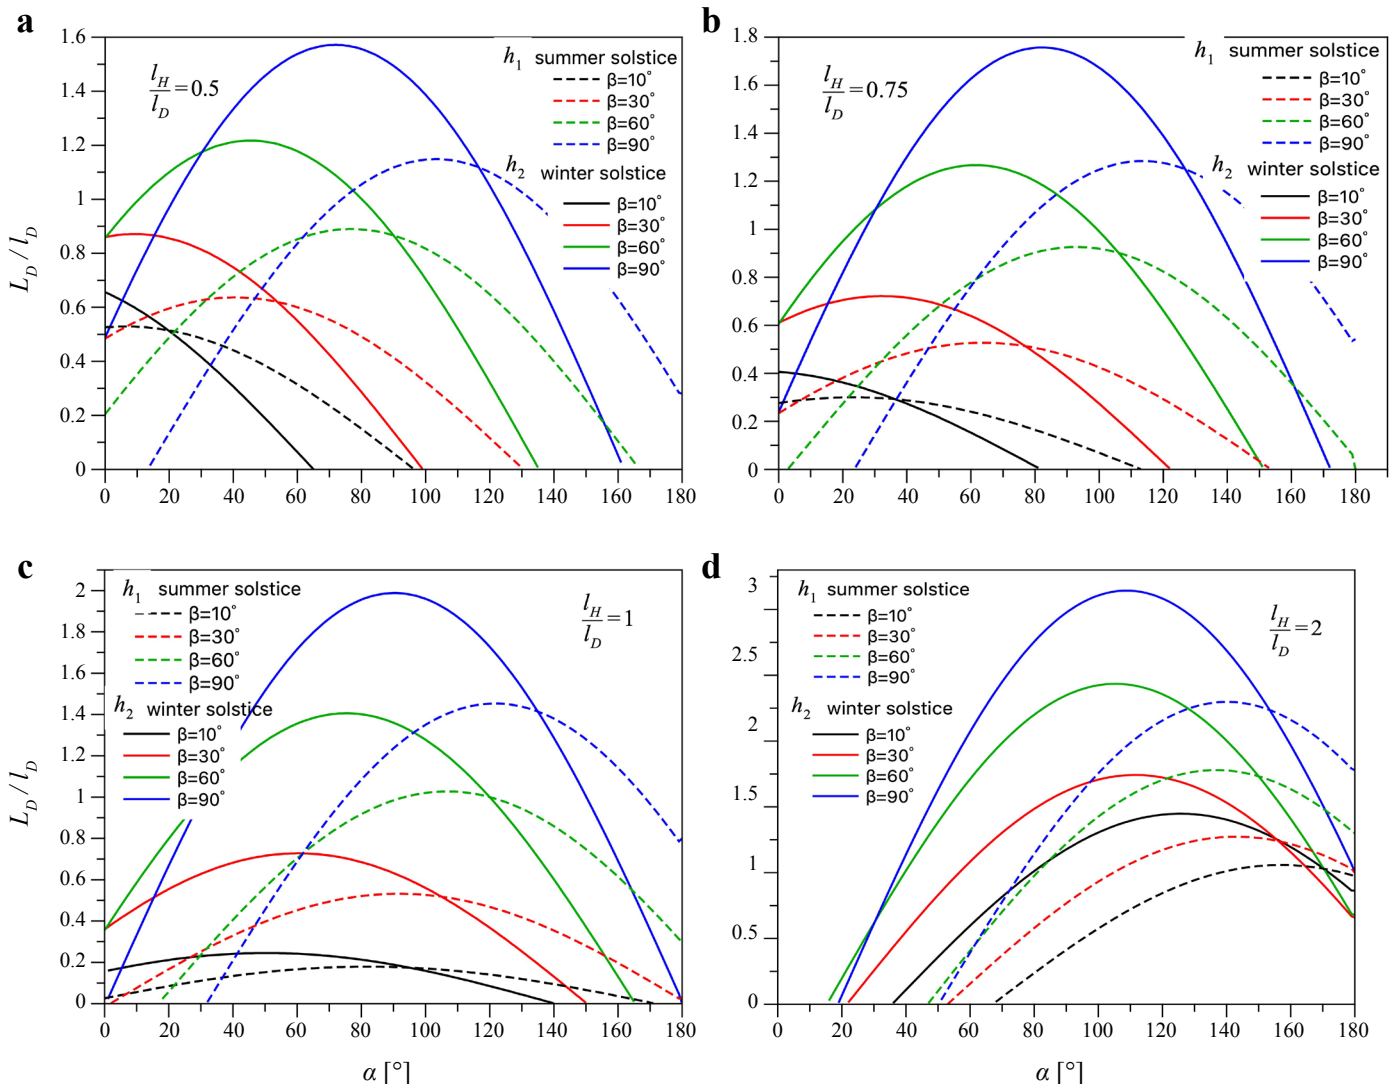 a
1.6
1.4
1.2
1
0.8
0.6
0.4
0.2
0
L_D / l_D
l_H
l_D =0.5
h_1 summer solstice
β=10°
β=30°
β=60°
β=90°
h_2 winter solstice
β=10°
β=30°
β=60°
β=90°
0 20 40 60 80 100 120 140 160 180
b
1.8
1.6
1.4
1.2
1
0.8
0.6
0.4
0.2
0
l_H
l_D =0.75
h_1 summer solstice
β=10°
β=30°
β=60°
β=90°
h_2 winter solstice
β=10°
β=30°
β=60°
β=90°
0 20 40 60 80 100 120 140 160 180
c
2
1.8
1.6
1.4
1.2
1
0.8
0.6
0.4
0.2
0
L_D / l_D
h_1 summer solstice
β=10°
β=30°
β=60°
β=90°
h_2 winter solstice
β=10°
β=30°
β=60°
β=90°
l_H
l_D =1
0 20 40 60 80 100 120 140 160 180
α [°]
d
3
2.5
2
1.5
1
0.5
0
h_1 summer solstice
β=10°
β=30°
β=60°
β=90°
h_2 winter solstice
β=10°
β=30°
β=60°
β=90°
l_H
l_D =2
0 20 40 60 80 100 120 140 160 180
α [°]